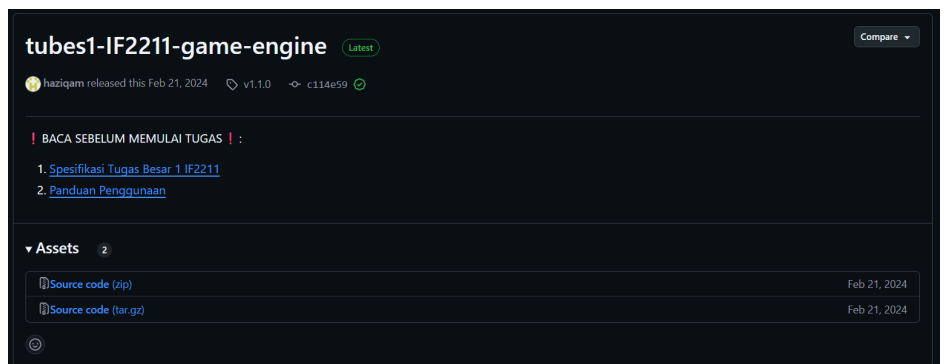 tubes1-IF2211-game-engine Latest
Compare
haziqam released this Feb 21, 2024 v1.1.0 c114e59
❗ BACA SEBELUM MEMULAI TUGAS ❗ :
1. Spesifikasi Tugas Besar 1 IF2211
2. Panduan Penggunaan
Assets 2
Source code (zip) Feb 21, 2024
Source code (tar.gz) Feb 21, 2024